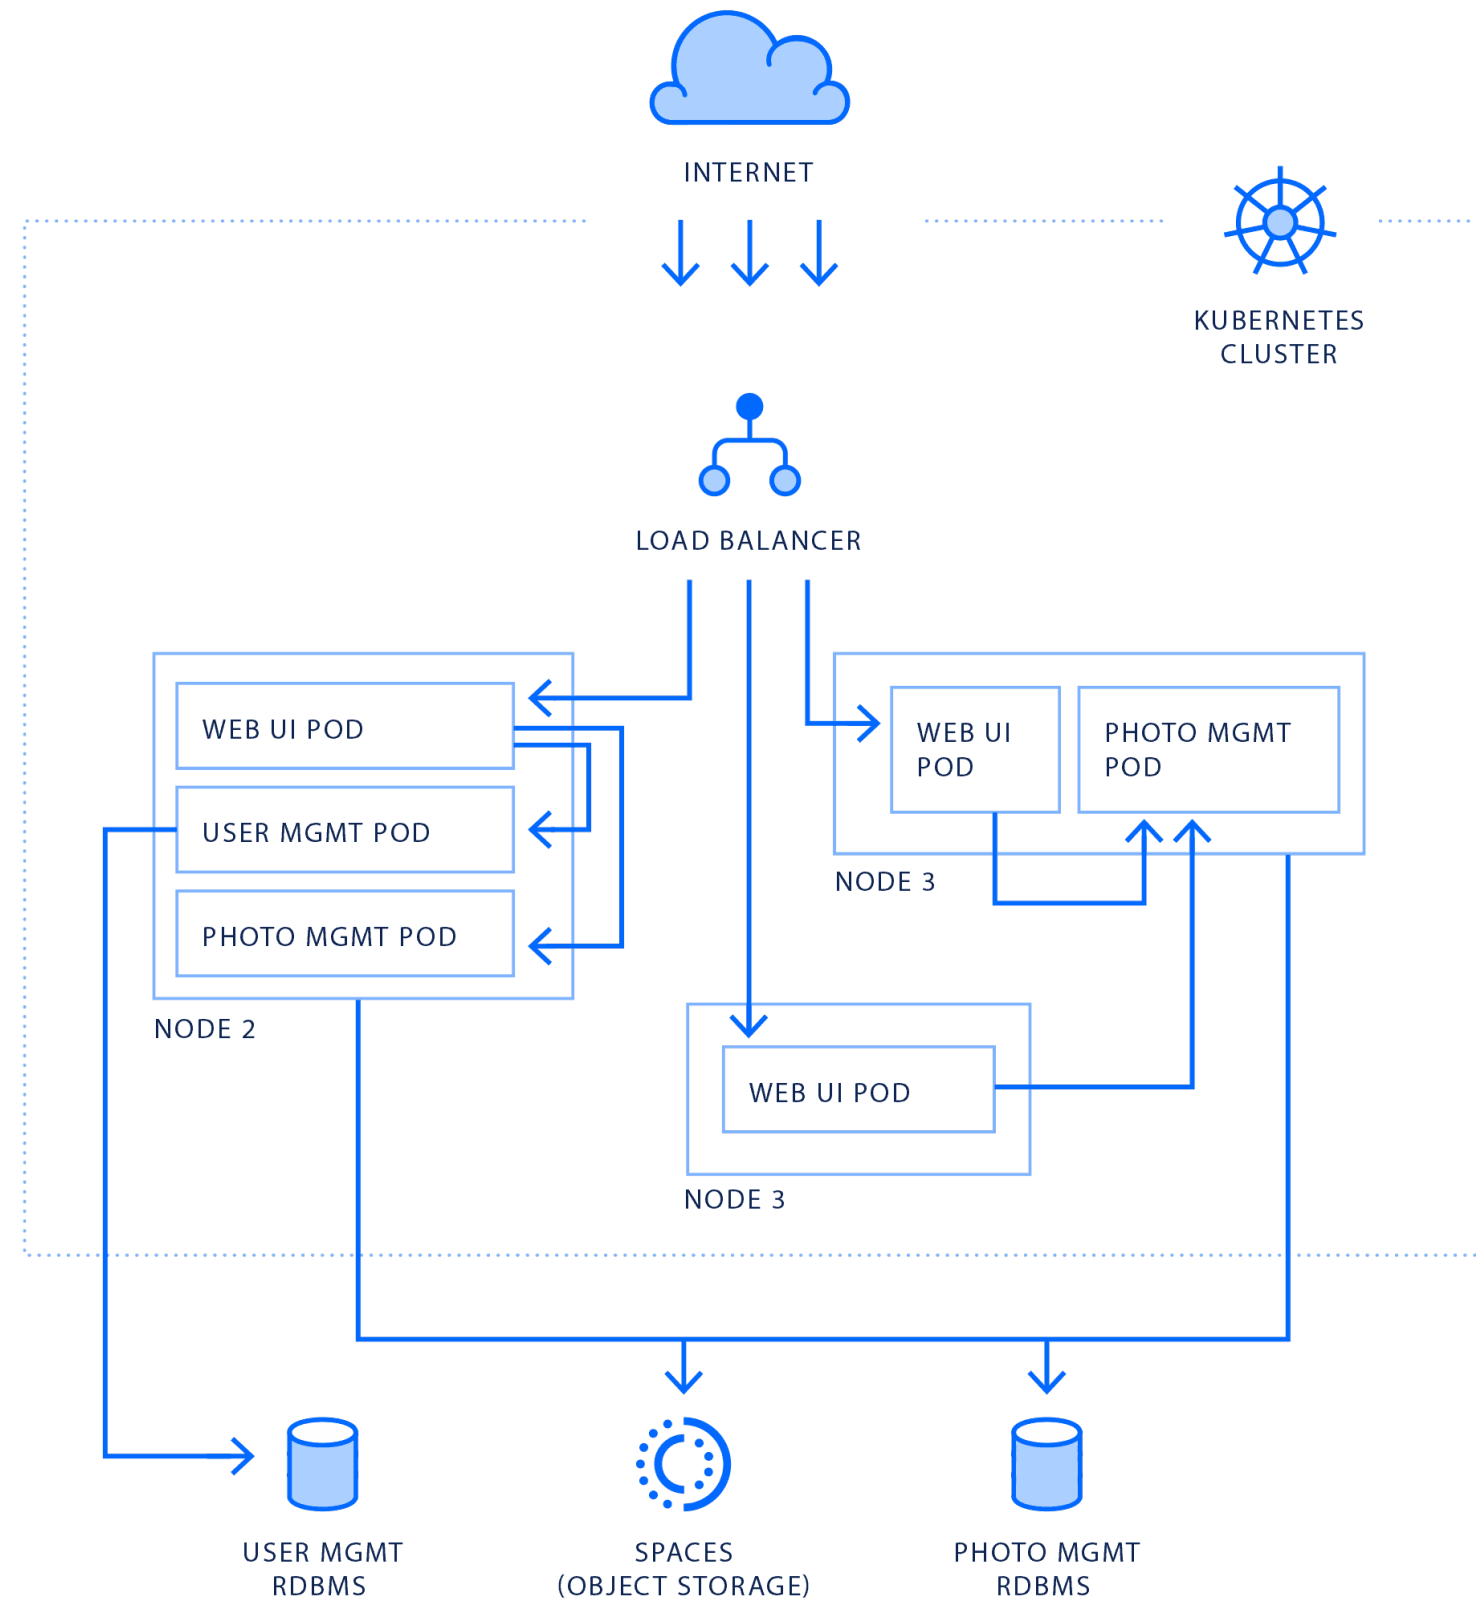 INTERNET
KUBERNETES
CLUSTER
LOAD BALANCER
WEB UI POD
USER MGMT POD
PHOTO MGMT POD
NODE 2
WEB UI
POD
PHOTO MGMT
POD
NODE 3
WEB UI POD
NODE 3
USER MGMT
RDBMS
SPACES
(OBJECT STORAGE)
PHOTO MGMT
RDBMS